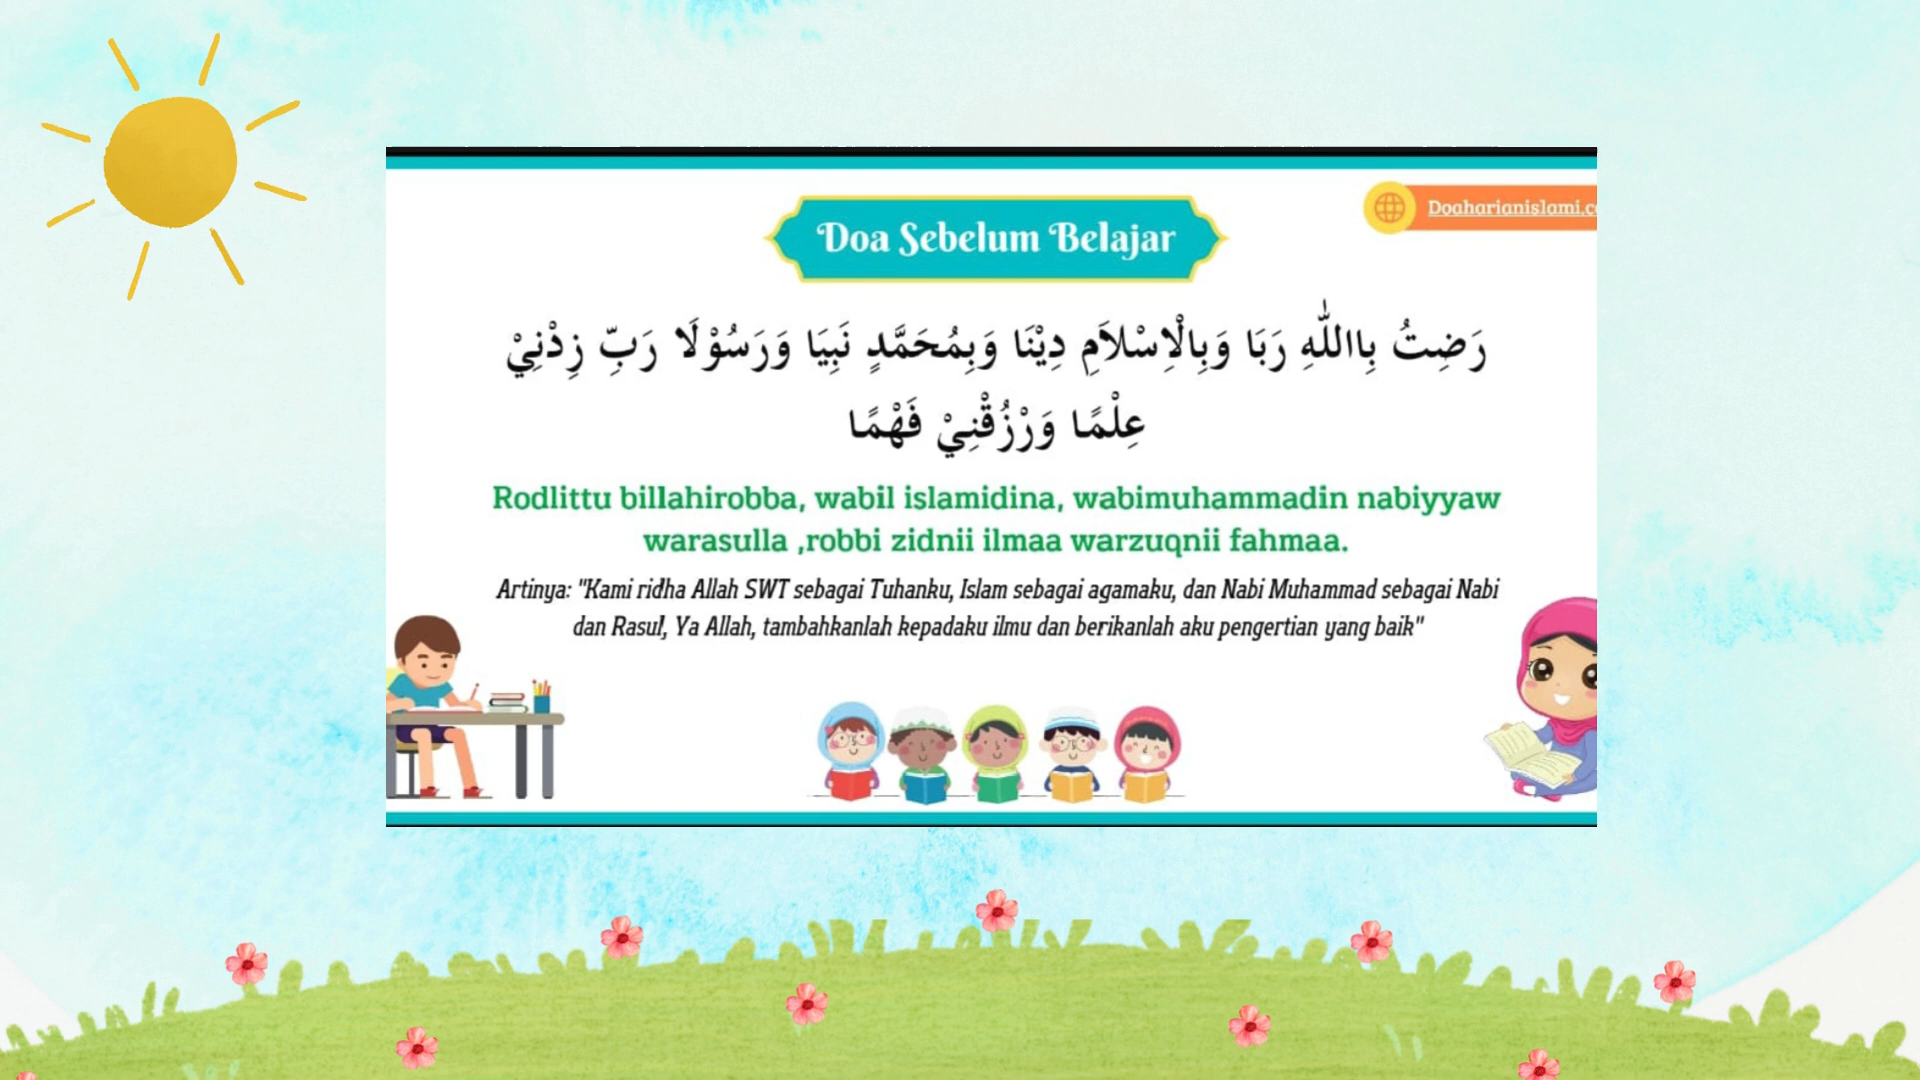 Doa Sebelum Belajar
Doaharianislami.c
رَضِتُ بِااللّٰهِ رَبَا وَبِالْاِسْلاَمِ دِيْنَا وَبِمُحَمَّدٍ نَبِيَا وَرَسُوْلَا رَبِّ زِدْنِيْ
عِلْمًا وَرْزُقْنِيْ فَهْمًا
Rodlittu billahirobba, wabil islamidina, wabimuhammadin nabiyyaw
warasulla ,robbi zidnii ilmaa warzuqnii fahmaa.
Artinya: "Kami ridha Allah SWT sebagai Tuhanku, Islam sebagai agamaku, dan Nabi Muhammad sebagai Nabi
dan Rasul, Ya Allah, tambahkanlah kepadaku ilmu dan berikanlah aku pengertian yang baik"